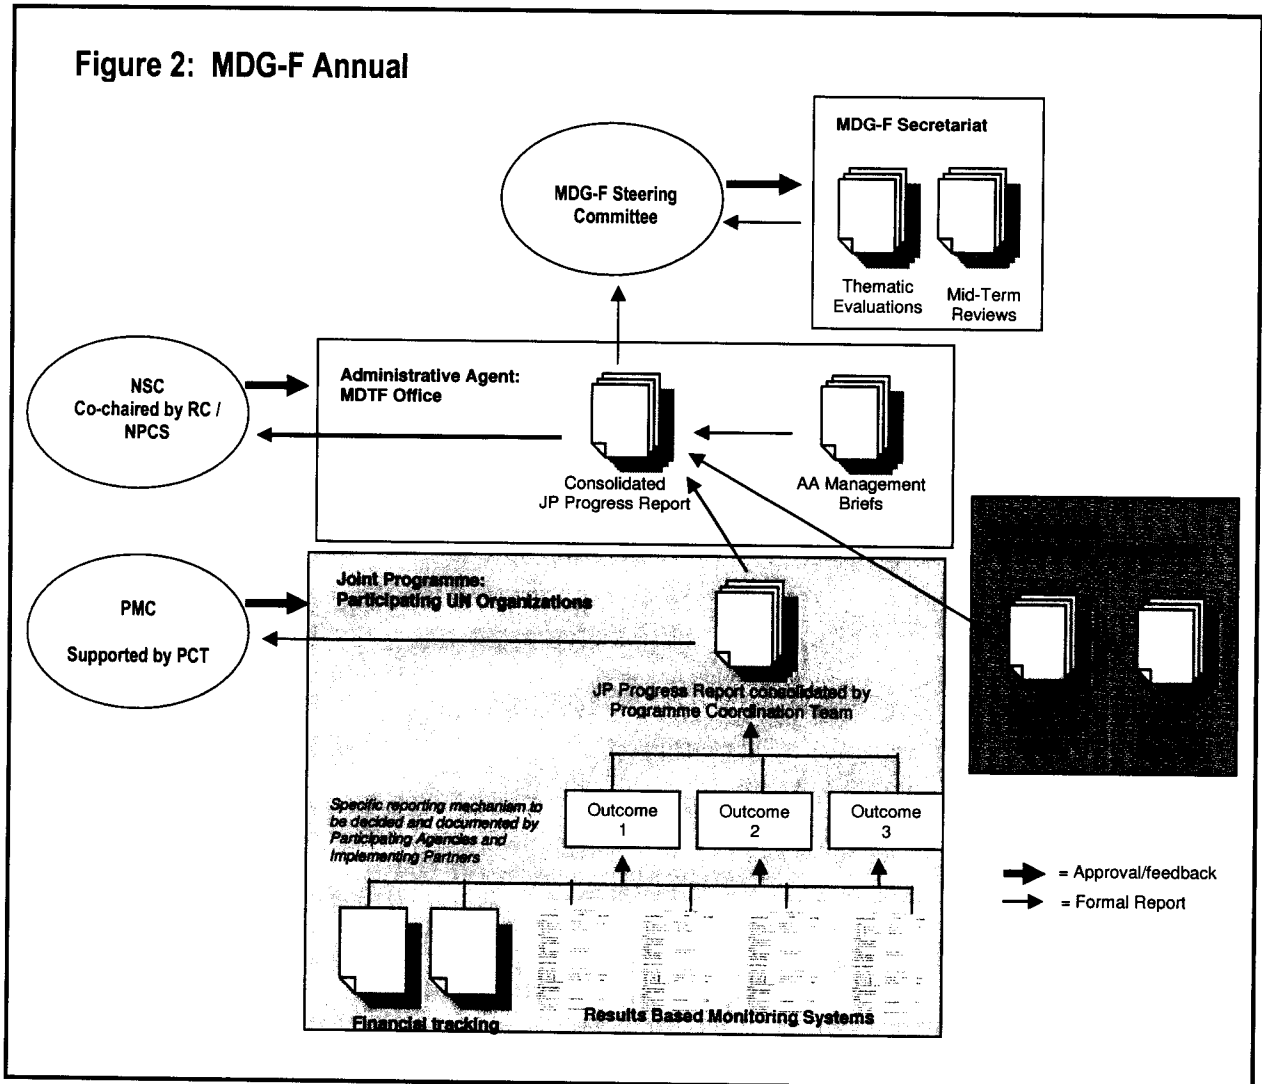 Figure 2: MDG-F Annual
MDG-F Secretariat
MDG-F Steering
Committee
Thematic
Evaluations
Mid-Term
Reviews
NSC
Co-chaired by RC /
NPCS
Administrative Agent:
MDTF Office
Consolidated
JP Progress Report
AA Management
Briefs
PMC
Supported by PCT
Joint Programme:
Participating UN Organizations
JP Progress Report consolidated by
Programme Coordination Team
Specific reporting mechanism to
be decided and documented by
Participating Agencies and
Implementing Partners
Outcome
1
Outcome
2
Outcome
3
= Approval/feedback
= Formal Report
Financial tracking
Results Based Monitoring Systems